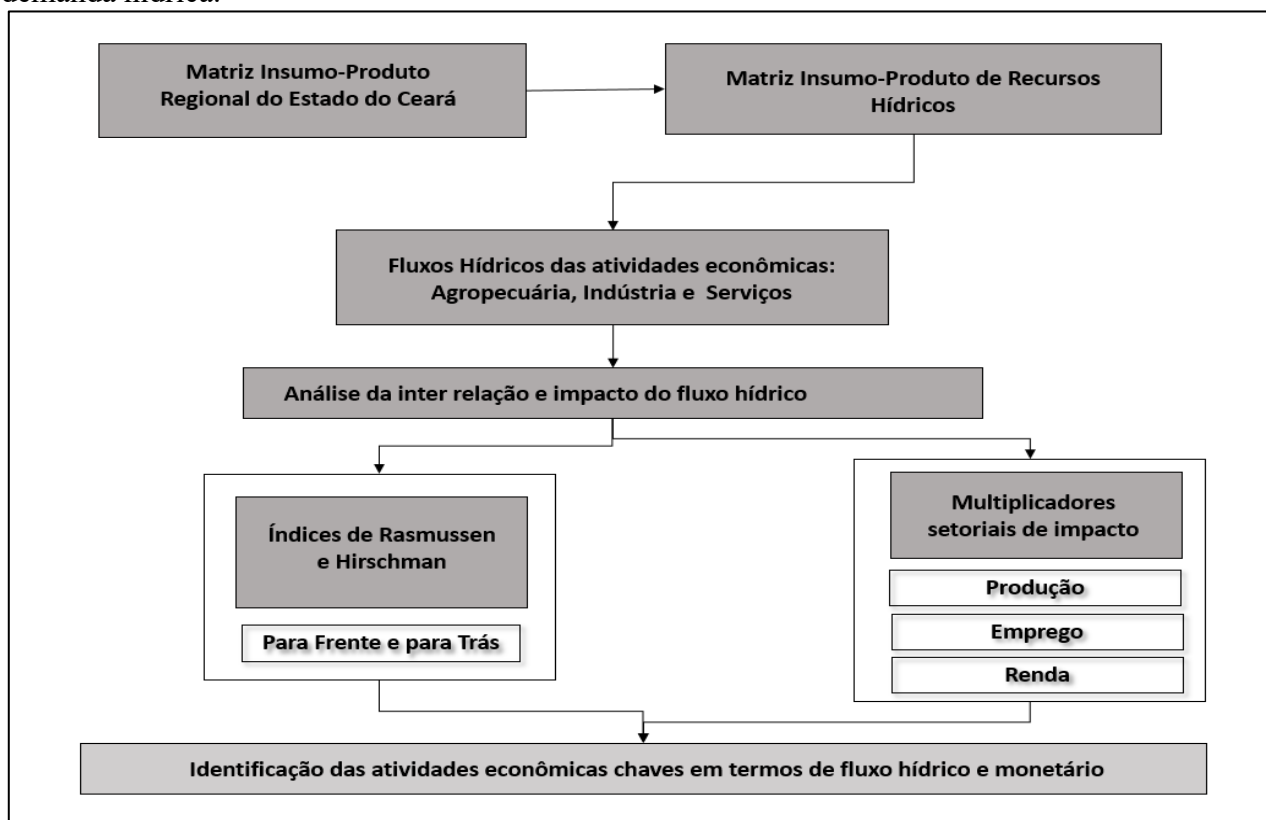 demanda hídrica.
Matriz Insumo-Produto
Regional do Estado do Ceará
Matriz Insumo-Produto de Recursos
Hídricos
Fluxos Hídricos das atividades econômicas:
Agropecuária, Indústria e Serviços
Análise da inter relação e impacto do fluxo hídrico
Índices de Rasmussen
e Hirschman
Para Frente e para Trás
Multiplicadores
setoriais de impacto
Produção
Emprego
Renda
Identificação das atividades econômicas chaves em termos de fluxo hídrico e monetário